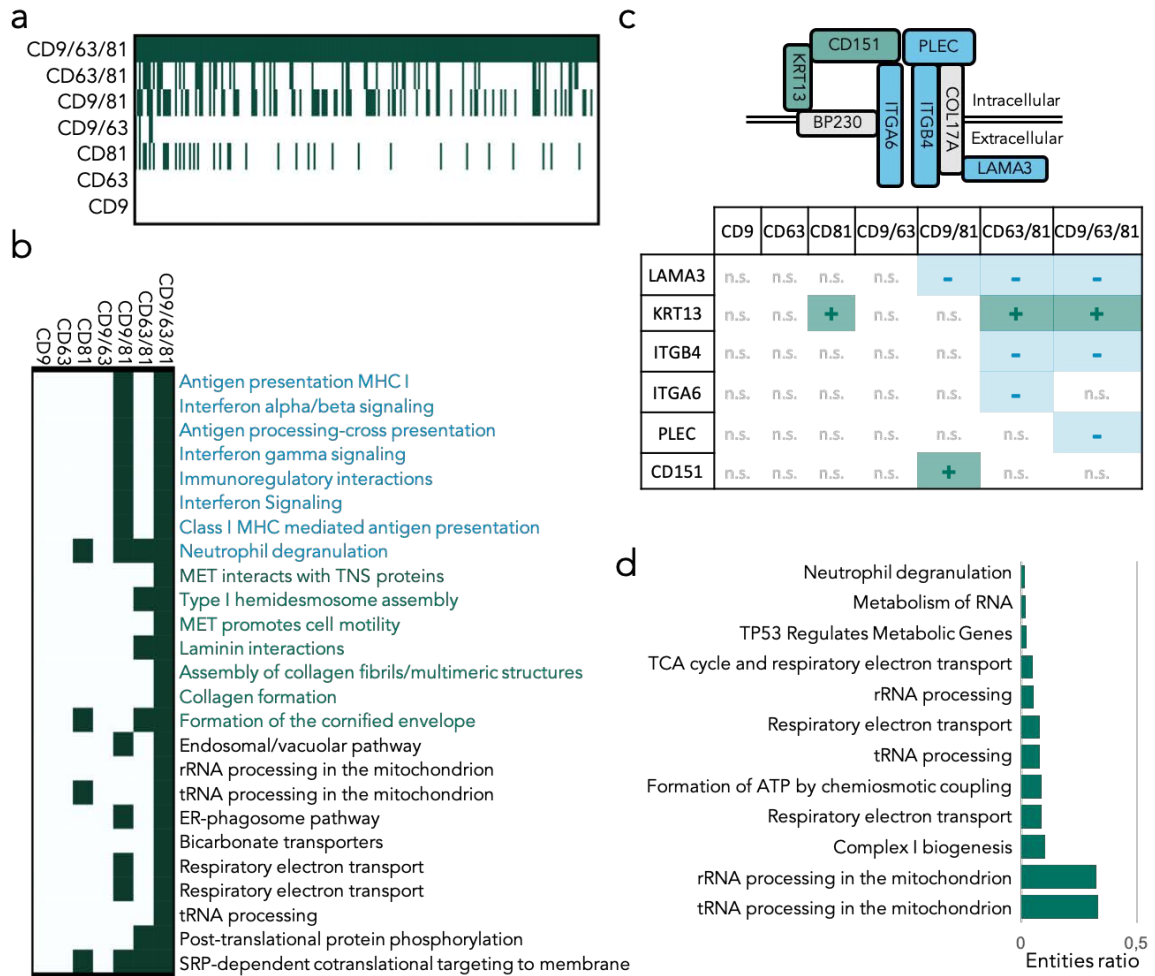 a
CD9/63/81
CD63/81
CD9/81
CD9/63
CD81
CD63
CD9
b
CD9
CD63
CD81
CD9/63
CD9/81
CD63/81
CD9/63/81
Antigen presentation MHC I
Interferon alpha/beta signaling
Antigen processing-cross presentation
Interferon gamma signaling
Immunoregulatory interactions
Interferon Signaling
Class I MHC mediated antigen presentation
Neutrophil degranulation
MET interacts with TNS proteins
Type I hemidesmosome assembly
MET promotes cell motility
Laminin interactions
Assembly of collagen fibrils/multimeric structures
Collagen formation
Formation of the cornified envelope
Endosomal/vacuolar pathway
rRNA processing in the mitochondrion
tRNA processing in the mitochondrion
ER-phagosome pathway
Bicarbonate transporters
Respiratory electron transport
Respiratory electron transport
tRNA processing
Post-translational protein phosphorylation
SRP-dependent cotranslational targeting to membrane
c
CD151
PLEC
KRT13
BP230
ITGA6
ITGB4
COL17A
LAMA3
Intracellular
Extracellular
CD9 CD63 CD81 CD9/63 CD9/81 CD63/81 CD9/63/81
LAMA3 n.s. n.s. n.s. n.s. - - -
KRT13 n.s. n.s. + n.s. n.s. + +
ITGB4 n.s. n.s. n.s. n.s. n.s. - -
ITGA6 n.s. n.s. n.s. n.s. n.s. - n.s.
PLEC n.s. n.s. n.s. n.s. n.s. n.s. -
CD151 n.s. n.s. n.s. n.s. + n.s. n.s.
d
Neutrophil degranulation
Metabolism of RNA
TP53 Regulates Metabolic Genes
TCA cycle and respiratory electron transport
rRNA processing
Respiratory electron transport
tRNA processing
Formation of ATP by chemiosmotic coupling
Respiratory electron transport
Complex I biogenesis
rRNA processing in the mitochondrion
tRNA processing in the mitochondrion
0 0,5
Entities ratio